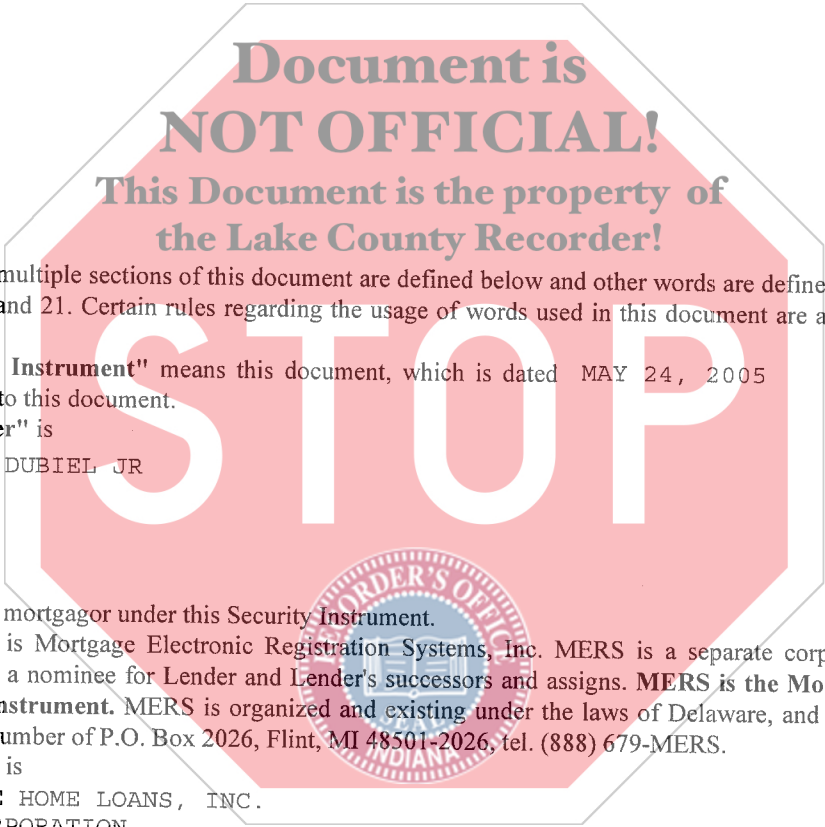 Document is
NOT OFFICIAL!
This Document is the property of
the Lake County Recorder!
multiple sections of this document are defined below and other words are define
and 21. Certain rules regarding the usage of words used in this document are a
STOP
Instrument" means this document, which is dated MAY 24, 2005
to this document.
er" is
DUBIEL JR
mortgagor under this Security Instrument.
is Mortgage Electronic Registration Systems, Inc. MERS is a separate corp
a nominee for Lender and Lender's successors and assigns. MERS is the Mo
nstrument. MERS is organized and existing under the laws of Delaware, and
umber of P.O. Box 2026, Flint, MI 48501-2026, tel. (888) 679-MERS.
is
RECORDER'S OFFICE
SEAL
INDIANA
HOME LOANS, INC.
RPORATION